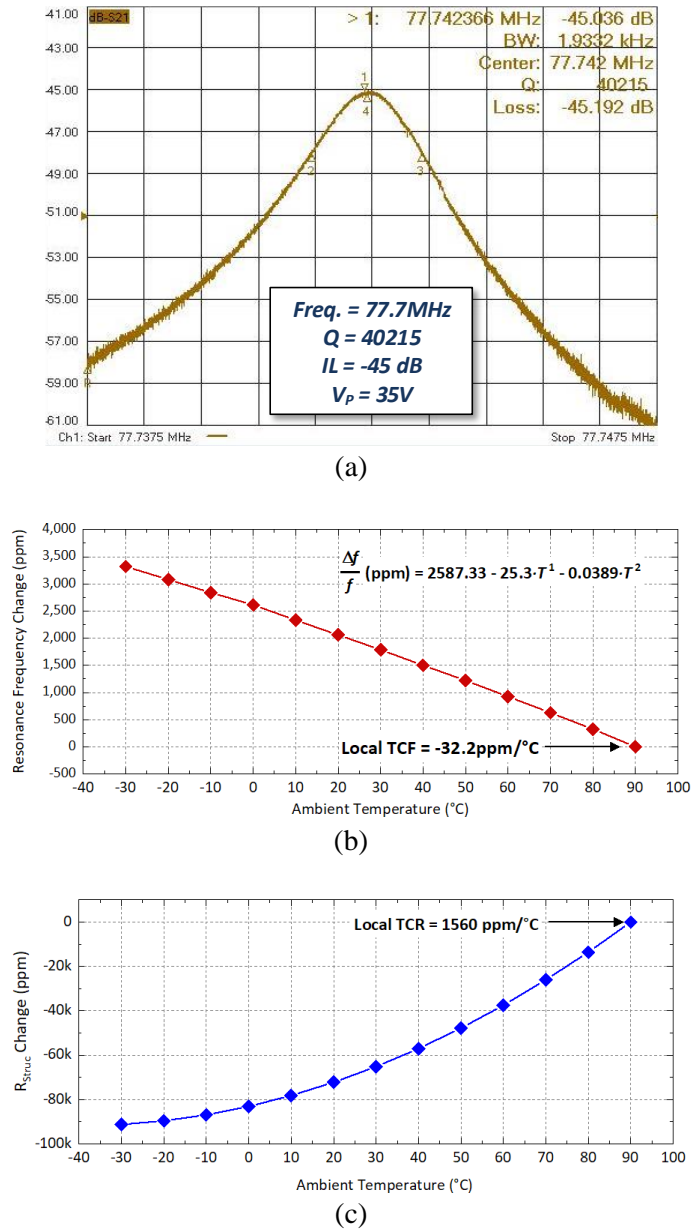 -41.00
dB-S21
> 1: 77.742366 MHz -45.036 dB
BW: 1.9332 kHz
-43.00
Center: 77.742 MHz
Q: 40215
-45.00
Loss: -45.192 dB
1
4
-47.00
2
3
-49.00
-51.00
-53.00
-55.00
-57.00
-59.00
R
-61.00
Freq. = 77.7MHz
Q = 40215
IL = -45 dB
VP = 35V
Ch1: Start 77.7375 MHz
Stop 77.7475 MHz
(a)
Resonance Frequency Change (ppm)
4,000
3,500
3,000
2,500
2,000
1,500
1,000
500
0
-500
Δf/f (ppm) = 2587.33 - 25.3·T¹ - 0.0389·T²
Local TCF = -32.2ppm/°C
-40 -30 -20 -10 0 10 20 30 40 50 60 70 80 90 100
Ambient Temperature (°C)
(b)
RStruc Change (ppm)
0
-20k
-40k
-60k
-80k
-100k
Local TCR = 1560 ppm/°C
-40 -30 -20 -10 0 10 20 30 40 50 60 70 80 90 100
Ambient Temperature (°C)
(c)